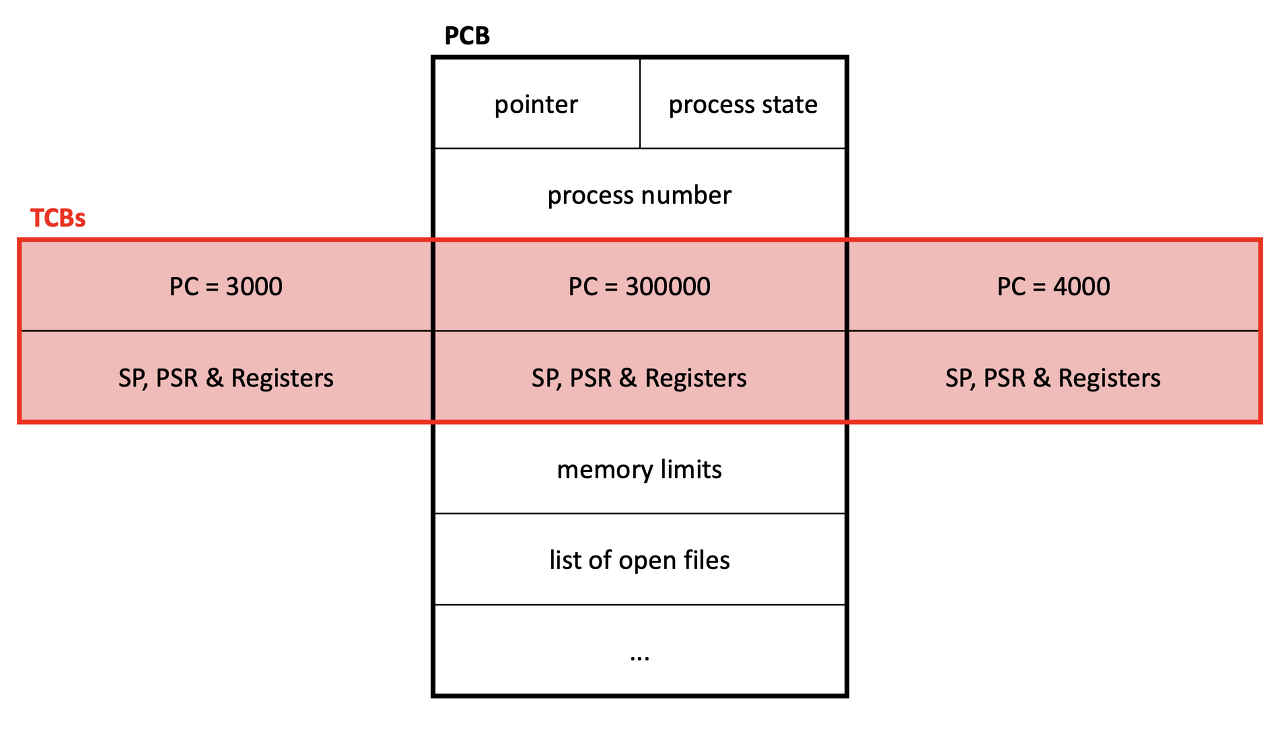 PCB
pointer process state
process number
TCBs
PC = 3000 PC = 300000 PC = 4000
SP, PSR & Registers SP, PSR & Registers SP, PSR & Registers
memory limits
list of open files
...